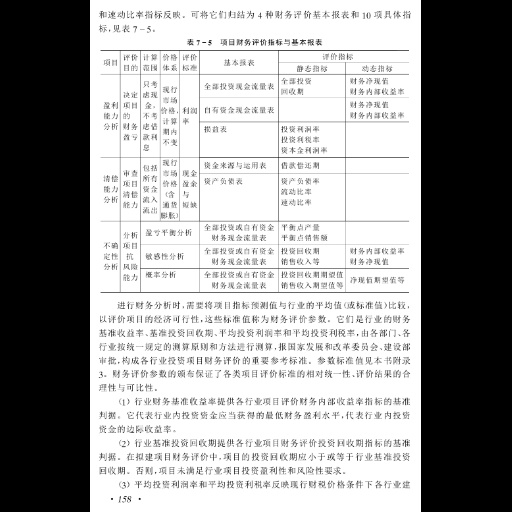 和速动比率指标反映。可将它们归结为 4 种财务评价基本报表和 10 项具体指
标,见表 7－5。
表 7－5 项目财务评价指标与基本报表
项目 评价目的 计算范围 价格体系 评价标准 基本报表 评价指标
静态指标 动态指标
盈利能力分析 决定项目的财务盈亏 只考虑现金,不考虑借款利息 现行市场价格,计算期内不变 利润率 全部投资现金流量表 全部投资回收期 财务净现值 财务内部收益率
自有资金现金流量表 财务净现值 财务内部收益率
损益表 投资利润率 投资利税率 资本金利润率
清偿能力分析 审查项目清偿能力 包括所有资金流入流出 现行市场价格(含通货膨胀) 现金盈余与短缺 资金来源与运用表 借款偿还期
资产负债表 资产负债率 流动比率 速动比率
不确定性分析 分析项目抗风险能力 盈亏平衡分析 全部投资或自有资金财务现金流量表 平衡点产量 平衡点销售额
敏感性分析 全部投资或自有资金财务现金流量表 投资回收期 销售收入等 财务内部收益率 财务净现值
概率分析 全部投资或自有资金财务现金流量表 投资回收期期望值 销售收入期望值等 净现值期望值等
进行财务分析时,需要将项目指标预测值与行业的平均值(或标准值)比较,
以评价项目的经济可行性,这些标准值称为财务评价参数。它们是行业的财务
基准收益率、基准投资回收期、平均投资利润率和平均投资利税率,由各部门、各
行业按统一规定的测算原则和方法进行测算,报国家发展和改革委员会、建设部
审批,构成各行业投资项目财务评价的重要参考标准。参数标准值见本书附录
3。财务评价参数的颁布保证了各类项目评价标准的相对统一性、评价结果的合
理性与可比性。
(1) 行业财务基准收益率提供各行业项目评价财务内部收益率指标的基准
判据。它代表行业内投资资金应当获得的最低财务盈利水平,代表行业内投资
资金的边际收益率。
(2) 行业基准投资回收期提供各行业项目财务评价投资回收期指标的基准
判据。在拟建项目财务评价中,项目的投资回收期应小于或等于行业基准投资
回收期。否则,项目未满足行业项目投资盈利性和风险性要求。
(3) 平均投资利润率和平均投资利税率反映现行财税价格条件下各行业建
· 158 ·